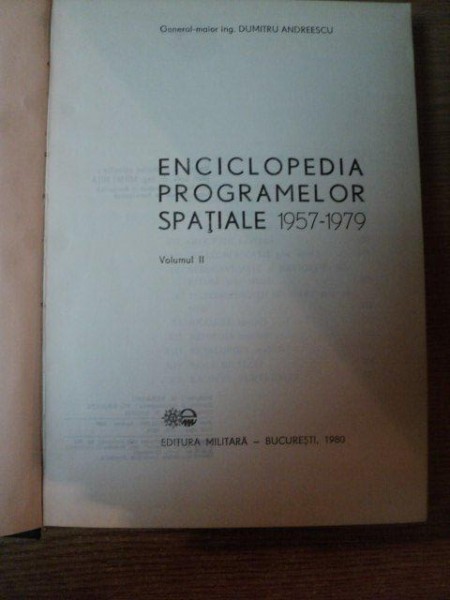 General-maior ing. DUMITRU ANDREESCU
ENCICLOPEDIA
PROGRAMELOR
SPAȚIALE 1957-1979
Volumul II
EDITURA MILITARĂ – BUCUREȘTI, 1980